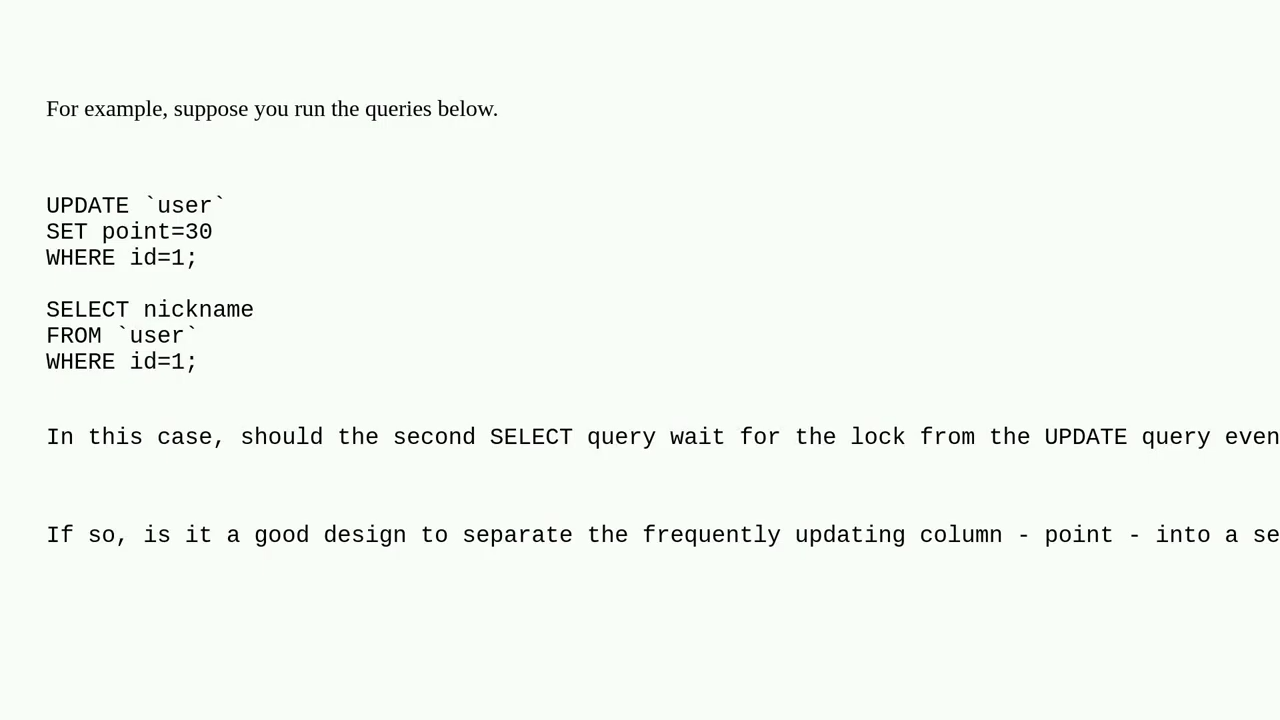 For example, suppose you run the queries below.
UPDATE `user`
SET point=30
WHERE id=1;
SELECT nickname
FROM `user`
WHERE id=1;
In this case, should the second SELECT query wait for the lock from the UPDATE query even
If so, is it a good design to separate the frequently updating column - point - into a se